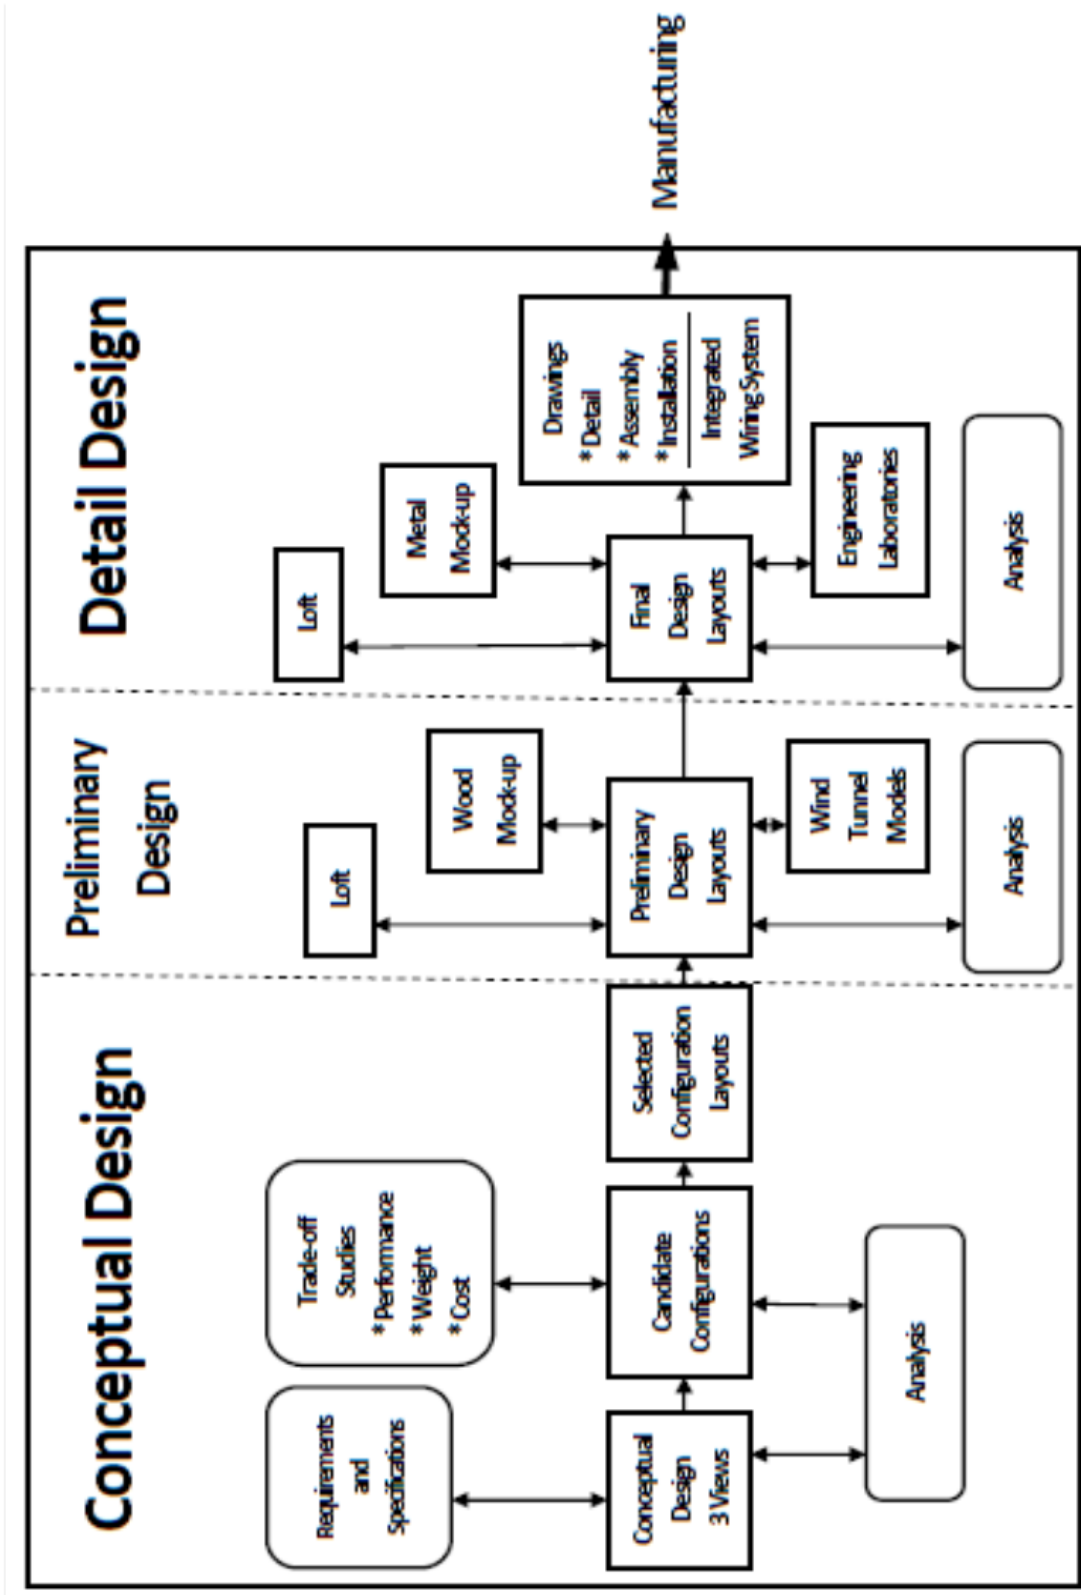 Conceptual Design
Preliminary
Design
Detail Design
Requirements
and
Specifications
Trade-off
Studies
*Performance
*Weight
*Cost
Conceptual
Design
3 Views
Candidate
Configurations
Selected
Configuration
Layouts
Analysis
Loft
Wood
Mock-up
Preliminary
Design
Layouts
Wind
Tunnel
Models
Analysis
Loft
Metal
Mock-up
Final
Design
Layouts
Engineering
Laboratories
Analysis
Drawings
*Detail
*Assembly
*Installation
Integrated
Wiring System
Manufacturing